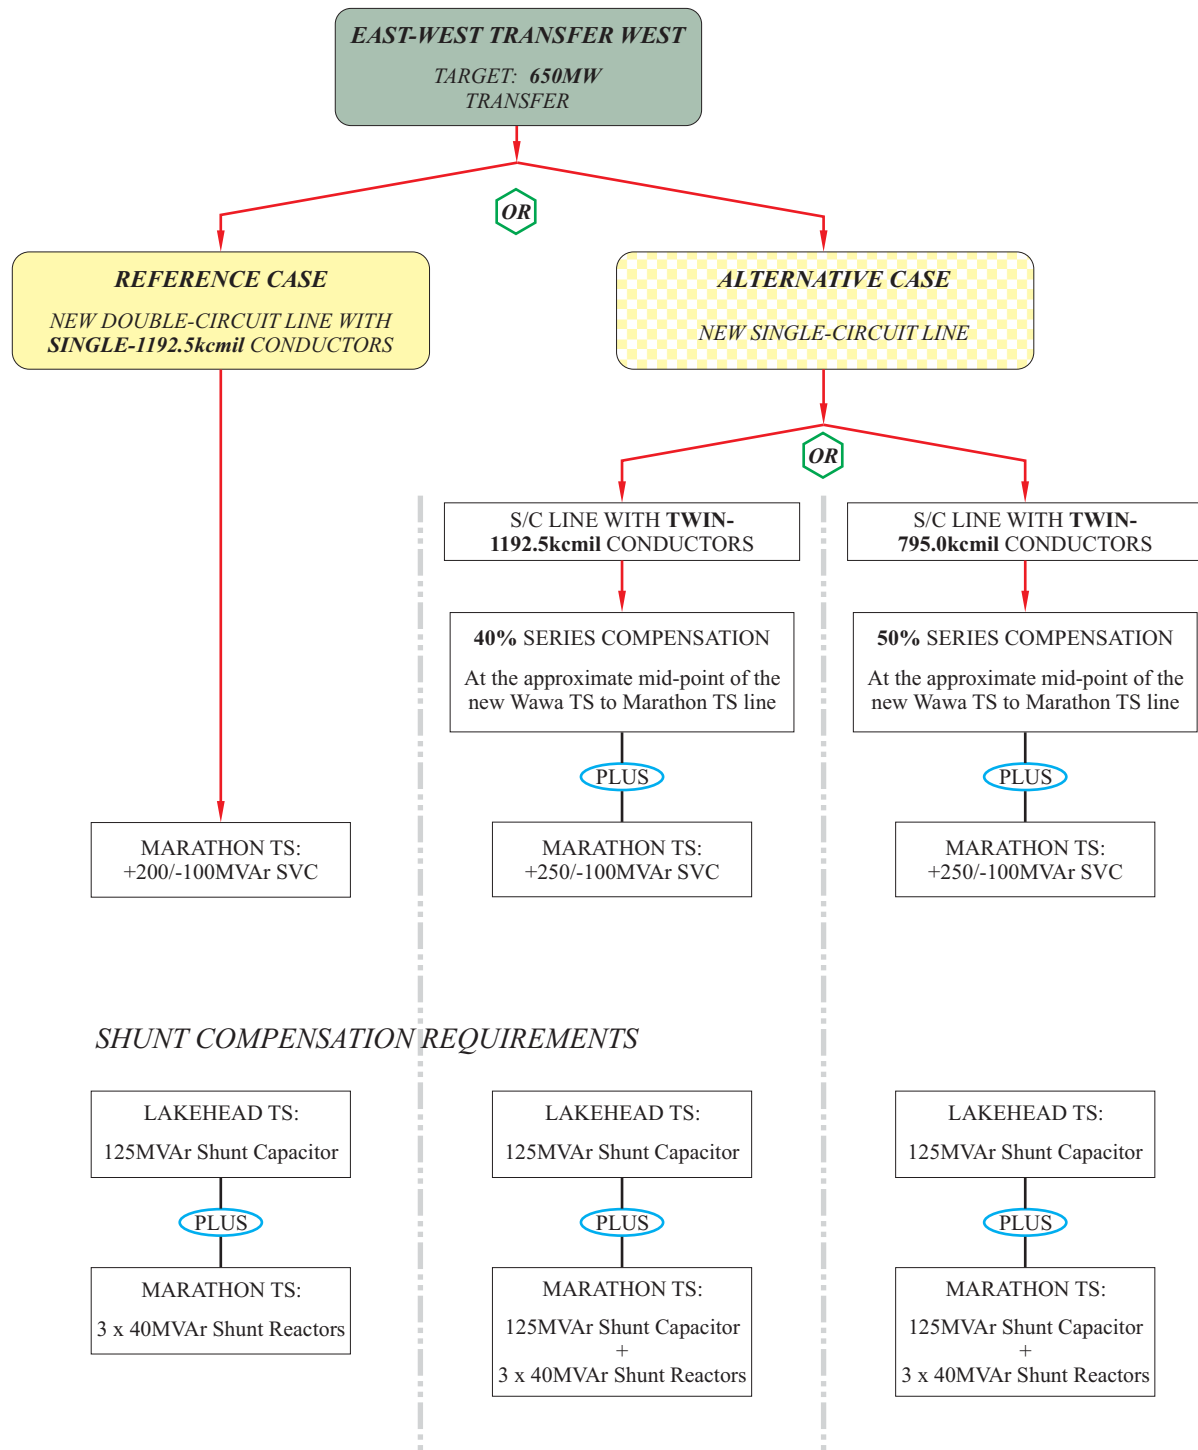 EAST-WEST TRANSFER WEST
TARGET: 650MW
TRANSFER
OR
REFERENCE CASE
NEW DOUBLE-CIRCUIT LINE WITH
SINGLE-1192.5kcmil CONDUCTORS
ALTERNATIVE CASE
NEW SINGLE-CIRCUIT LINE
OR
S/C LINE WITH TWIN-
1192.5kcmil CONDUCTORS
S/C LINE WITH TWIN-
795.0kcmil CONDUCTORS
40% SERIES COMPENSATION
At the approximate mid-point of the
new Wawa TS to Marathon TS line
50% SERIES COMPENSATION
At the approximate mid-point of the
new Wawa TS to Marathon TS line
PLUS
PLUS
MARATHON TS:
+200/-100MVAr SVC
MARATHON TS:
+250/-100MVAr SVC
MARATHON TS:
+250/-100MVAr SVC
SHUNT COMPENSATION REQUIREMENTS
LAKEHEAD TS:
125MVAr Shunt Capacitor
LAKEHEAD TS:
125MVAr Shunt Capacitor
LAKEHEAD TS:
125MVAr Shunt Capacitor
PLUS
PLUS
PLUS
MARATHON TS:
3 x 40MVAr Shunt Reactors
MARATHON TS:
125MVAr Shunt Capacitor
+
3 x 40MVAr Shunt Reactors
MARATHON TS:
125MVAr Shunt Capacitor
+
3 x 40MVAr Shunt Reactors